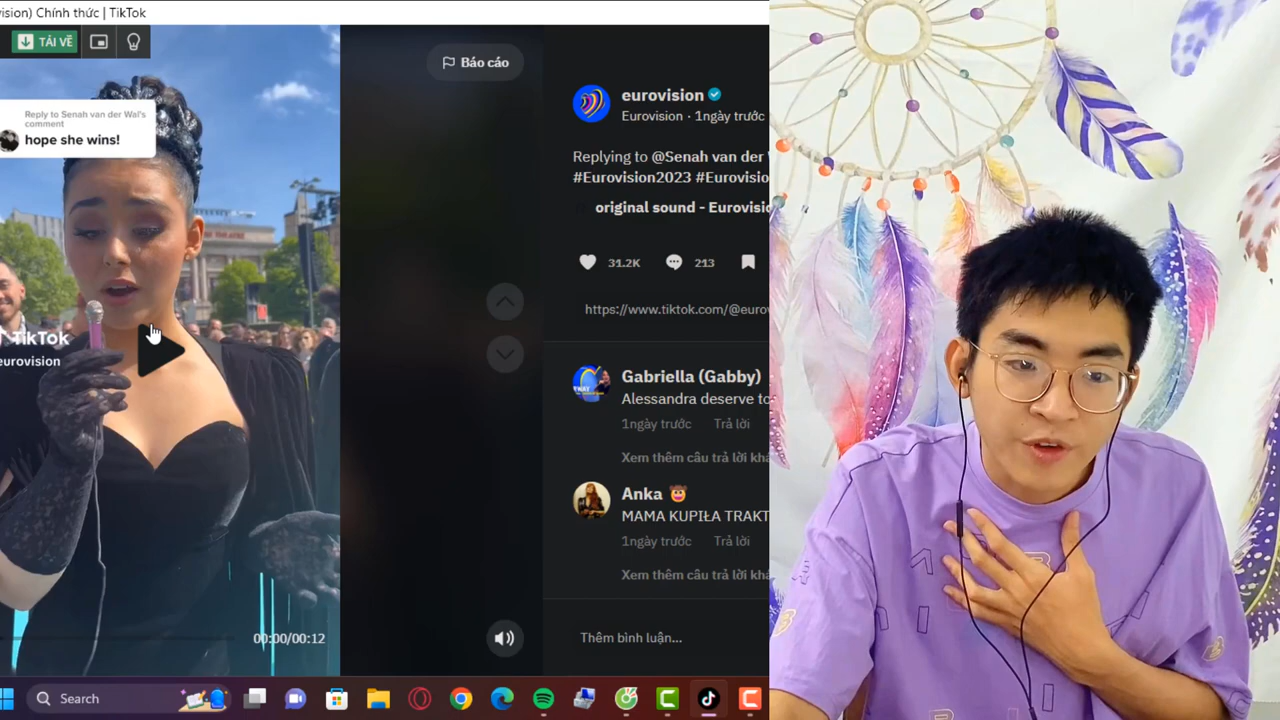 vision) Chính thức | TikTok
TẢI VỀ
Báo cáo
Reply to Senah van der Wal's
comment
hope she wins!
eurovision
Eurovision · 1ngày trước
Replying to @Senah van der
#Eurovision2023 #Eurovisio
original sound - Eurovisio
31.2K
213
https://www.tiktok.com/@eurov
TikTok
eurovision
Gabriella (Gabby)
Alessandra deserve to
1ngày trước Trả lời
Xem thêm câu trả lời khá
Anka
MAMA KUPIŁA TRAKT
1ngày trước Trả lời
Xem thêm câu trả lời khá
00:00/00:12
Thêm bình luận...
Search